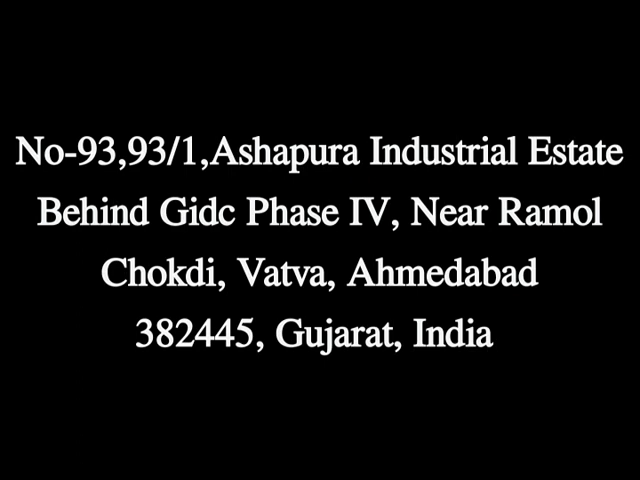 No-93,93/1,Ashapura Industrial Estate
Behind Gidc Phase IV, Near Ramol
Chokdi, Vatva, Ahmedabad
382445, Gujarat, India